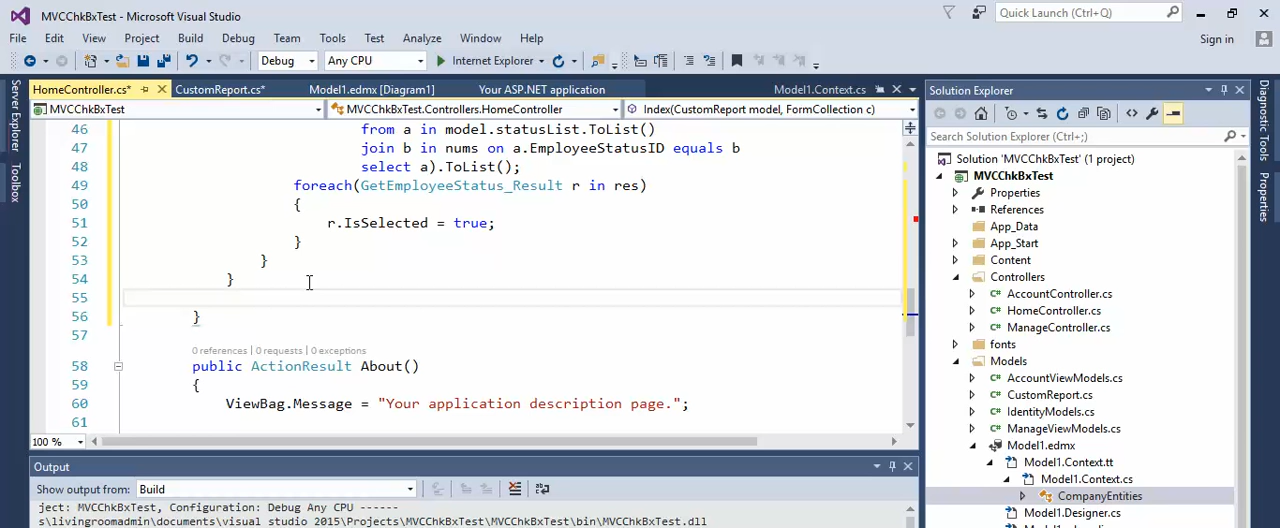 MVCChkBxTest - Microsoft Visual Studio
Quick Launch (Ctrl+Q)
File Edit View Project Build Debug Team Tools Test Analyze Window Help
Sign in
Debug Any CPU Internet Explorer
Server Explorer
Toolbox
HomeController.cs* CustomReport.cs* Model1.edmx [Diagram1] Your ASP.NET application Model1.Context.cs
MVCChkBxTest MVCChkBxTest.Controllers.HomeController Index(CustomReport model, FormCollection c)
46 from a in model.statusList.ToList()
47 join b in nums on a.EmployeeStatusID equals b
48 select a).ToList();
49 foreach(GetEmployeeStatus_Result r in res)
50 {
51 r.IsSelected = true;
52 }
53 }
54 }
55
56 }
57
0 references | 0 requests | 0 exceptions
58 public ActionResult About()
59 {
60 ViewBag.Message = "Your application description page.";
61
100 %
Output
Show output from: Build
ject: MVCChkBxTest, Configuration: Debug Any CPU ------
s\livingroomadmin\documents\visual studio 2015\Projects\MVCChkBxTest\MVCChkBxTest\bin\MVCChkBxTest.dll
Solution Explorer
Search Solution Explorer (Ctrl+;)
Solution 'MVCChkBxTest' (1 project)
MVCChkBxTest
Properties
References
App_Data
App_Start
Content
Controllers
AccountController.cs
HomeController.cs
ManageController.cs
fonts
Models
AccountViewModels.cs
CustomReport.cs
IdentityModels.cs
ManageViewModels.cs
Model1.edmx
Model1.Context.tt
Model1.Context.cs
CompanyEntities
Model1.Designer.cs
Diagnostic Tools
Properties